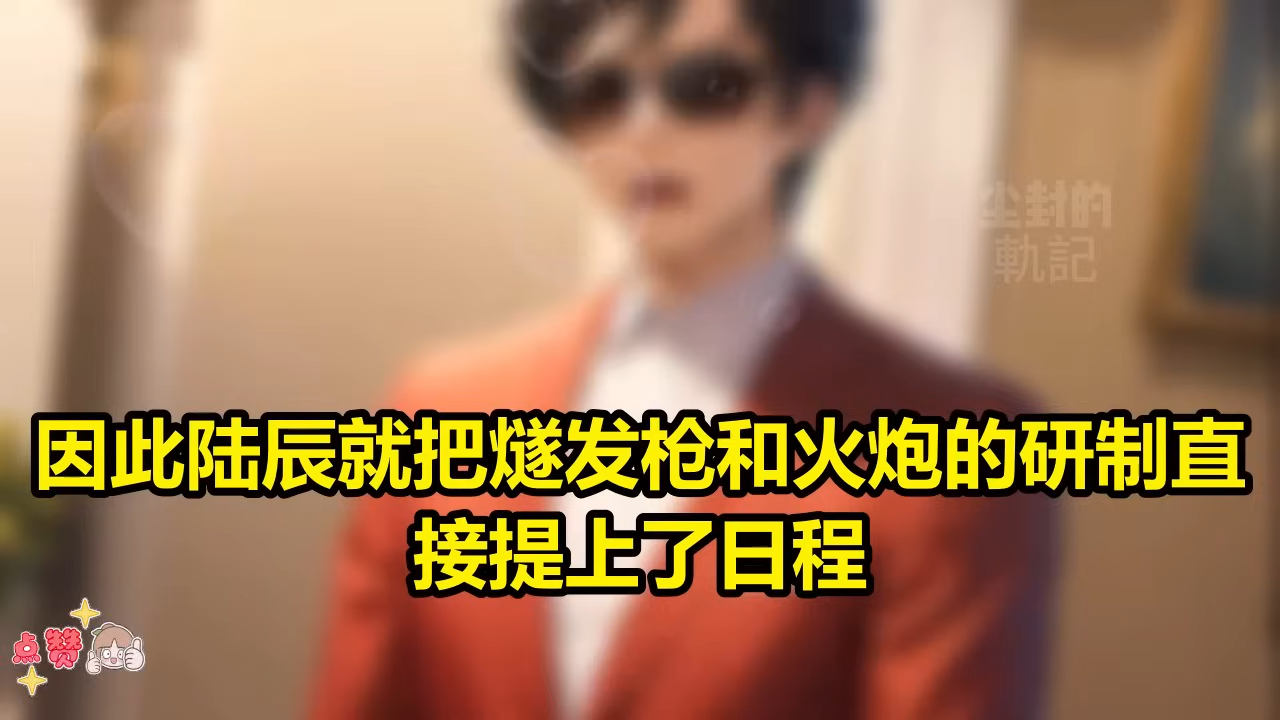 尘封的
軌記
因此陆辰就把燧发枪和火炮的研制直
接提上了日程
点赞